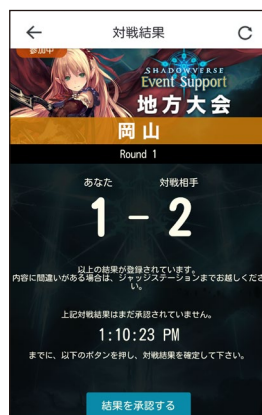 対戦結果
参加中
SHADOWVERSE
Event Support
地方大会
岡山
Round 1
あなた 対戦相手
1 - 2
以上の結果が登録されています。
内容に間違いがある場合は、ジャッジステーションまでお越しくださ
い。
上記対戦結果はまだ承認されていません。
1:10:23 PM
までに、以下のボタンを押し、対戦結果を確定して下さい。
結果を承認する